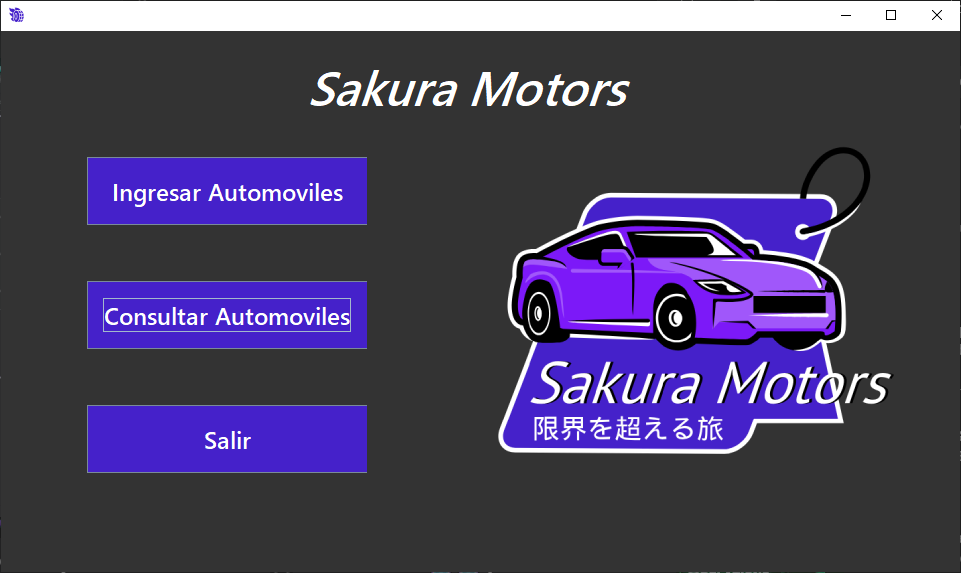 Sakura Motors
Ingresar Automoviles
Consultar Automoviles
Salir
Sakura Motors
限界を超える旅